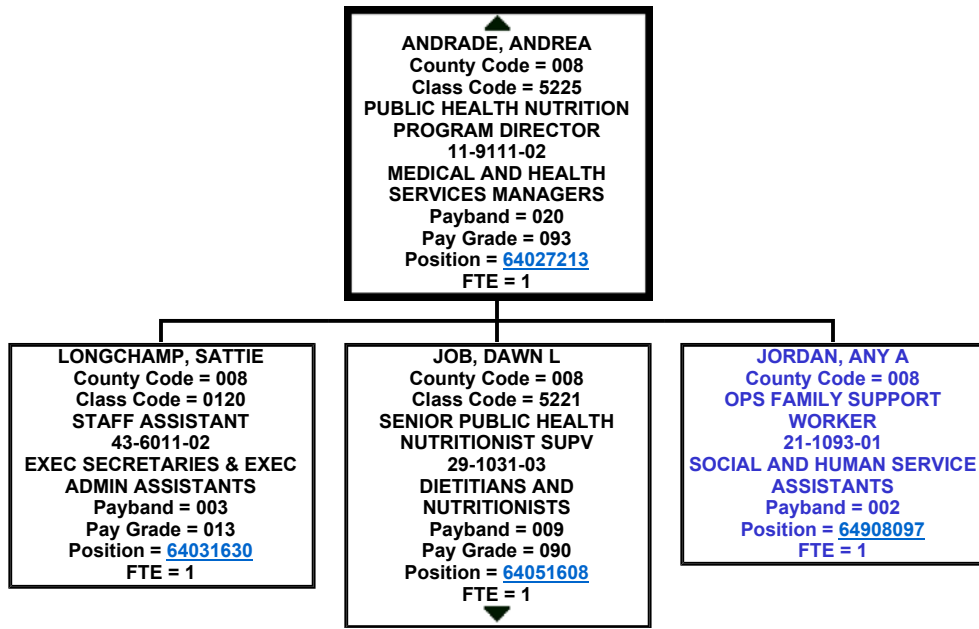 ANDRADE, ANDREA
County Code = 008
Class Code = 5225
PUBLIC HEALTH NUTRITION
PROGRAM DIRECTOR
11-9111-02
MEDICAL AND HEALTH
SERVICES MANAGERS
Payband = 020
Pay Grade = 093
Position = 64027213
FTE = 1
LONGCHAMP, SATTIE
County Code = 008
Class Code = 0120
STAFF ASSISTANT
43-6011-02
EXEC SECRETARIES & EXEC
ADMIN ASSISTANTS
Payband = 003
Pay Grade = 013
Position = 64031630
FTE = 1
JOB, DAWN L
County Code = 008
Class Code = 5221
SENIOR PUBLIC HEALTH
NUTRITIONIST SUPV
29-1031-03
DIETITIANS AND
NUTRITIONISTS
Payband = 009
Pay Grade = 090
Position = 64051608
FTE = 1
JORDAN, ANY A
County Code = 008
OPS FAMILY SUPPORT
WORKER
21-1093-01
SOCIAL AND HUMAN SERVICE
ASSISTANTS
Payband = 002
Position = 64908097
FTE = 1